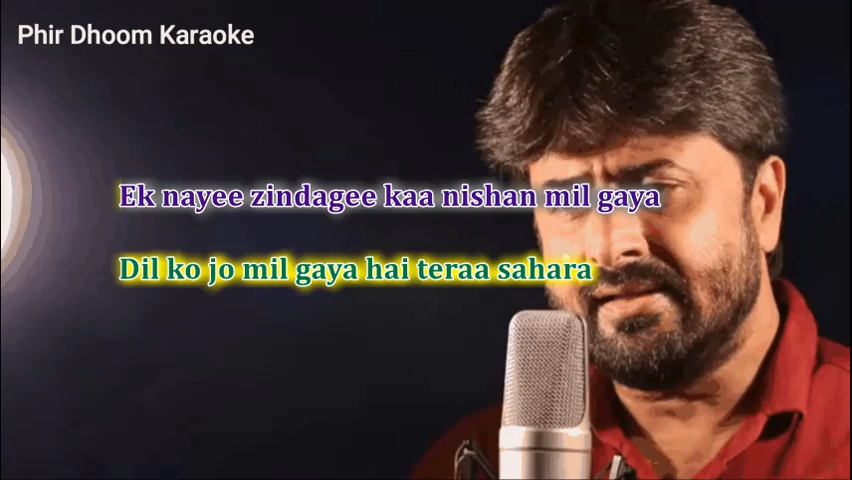 Phir Dhoom Karaoke
Ek nayee zindagee kaa nishan mil gaya
Dil ko jo mil gaya hai teraa sahara